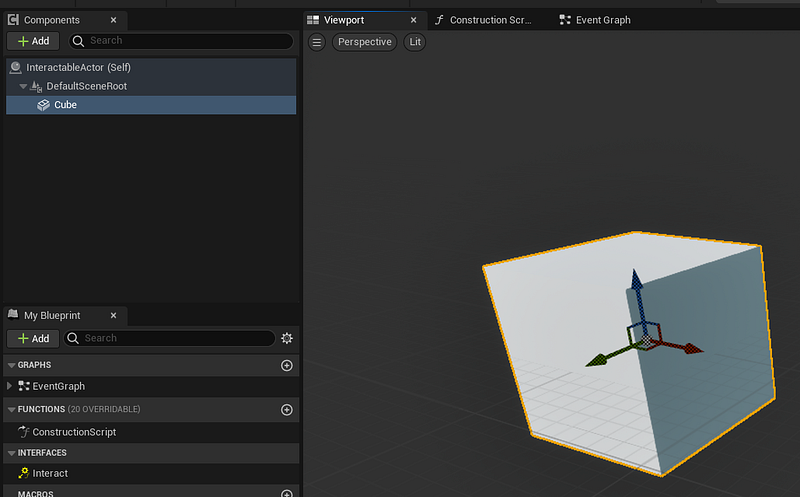 Components
Viewport
Construction Scr...
Event Graph
Add
Search
Perspective
Lit
InteractableActor (Self)
DefaultSceneRoot
Cube
My Blueprint
Add
Search
GRAPHS
EventGraph
FUNCTIONS (20 OVERRIDABLE)
ConstructionScript
INTERFACES
Interact
MACROS